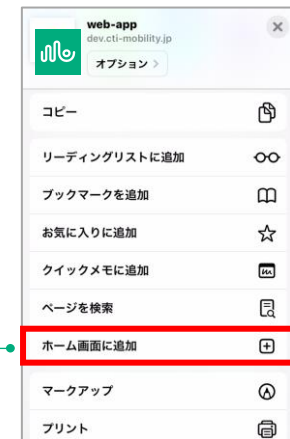 web-app
dev.cti-mobility.jp
オプション >
コピー
リーディングリストに追加
ブックマークを追加
お気に入りに追加
クイックメモに追加
ページを検索
ホーム画面に追加
マークアップ
プリント